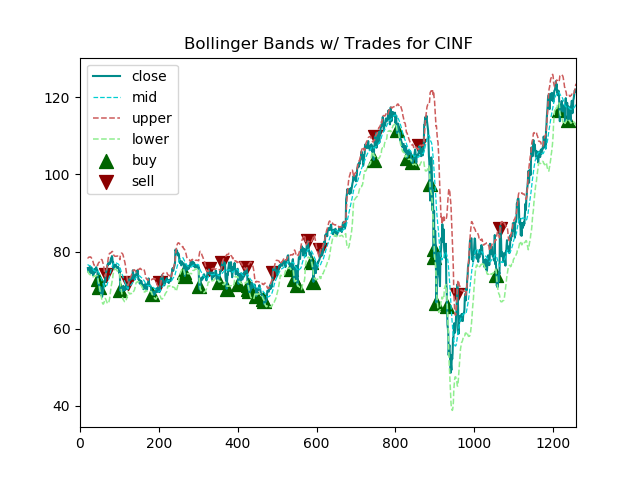 Bollinger Bands w/ Trades for CINF
close
mid
upper
lower
buy
sell
120
100
80
60
40
0 200 400 600 800 1000 1200